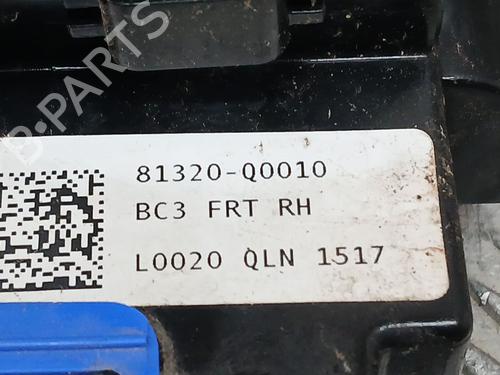 B-PARTS
81320-Q0010
BC3 FRT RH
L0020 QLN 1517